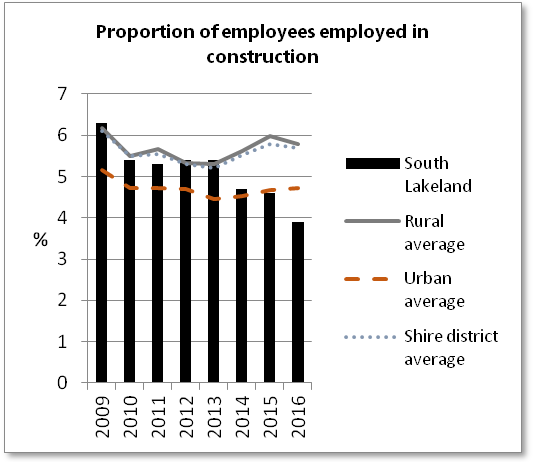 Proportion of employees employed in
construction
7
6
5
4
3
2
1
0
%
2009
2010
2011
2012
2013
2014
2015
2016
South
Lakeland
Rural
average
Urban
average
Shire district
average